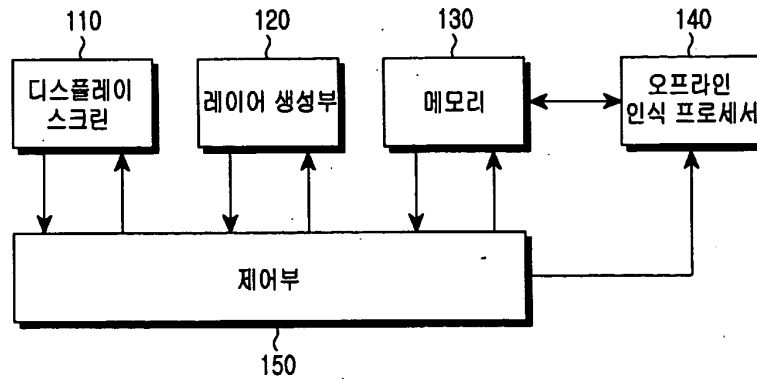 110
120
130
140
디스플레이
스크린
레이어 생성부
메모리
오프라인
인식 프로세서
제어부
150